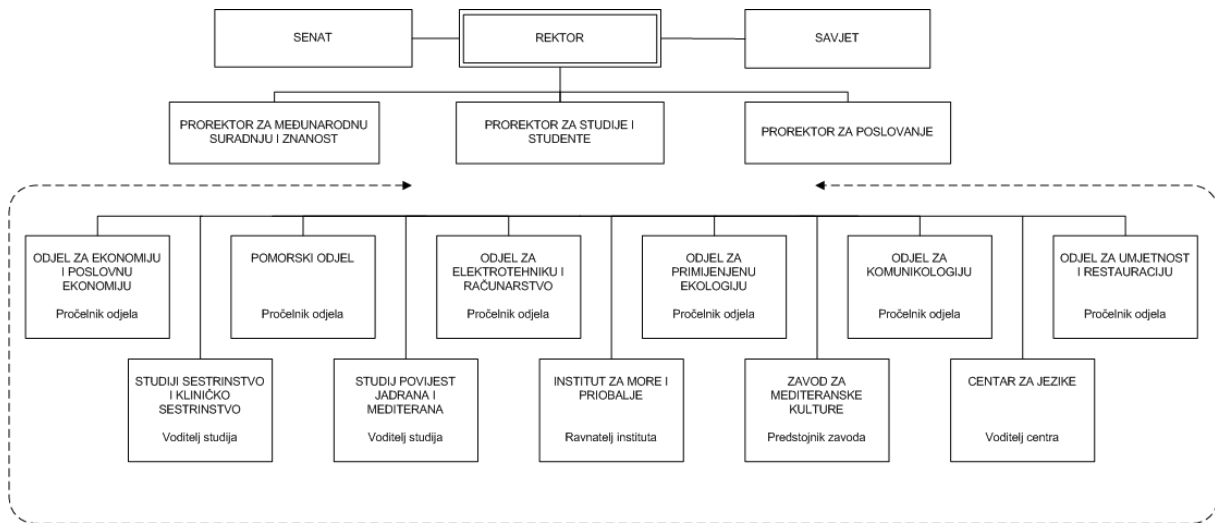 SENAT
REKTOR
SAVJET
PROREKTOR ZA MEĐUNARODNU
SURADNJU I ZNANOST
PROREKTOR ZA STUDIJE I
STUDENTE
PROREKTOR ZA POSLOVANJE
ODJEL ZA EKONOMIJU
I POSLOVNU
EKONOMIJU
Pročelnik odjela
POMORSKI ODJEL
Pročelnik odjela
ODJEL ZA
ELEKTROTEHNIKU I
RAČUNARSTVO
Pročelnik odjela
ODJEL ZA
PRIMIJENJENU
EKOLOGIJU
Pročelnik odjela
ODJEL ZA
KOMUNIKOLOGIJU
Pročelnik odjela
ODJEL ZA UMJETNOST
I RESTAURACIJU
Pročelnik odjela
STUDIJI SESTRINSTVO
I KLINIČKO
SESTRINSTVO
Voditelj studija
STUDIJ POVIJEST
JADRANA I
MEDITERANA
Voditelj studija
INSTITUT ZA MORE I
PRIOBALJE
Ravnatelj instituta
ZAVOD ZA
MEDITERANSKE
KULTURE
Predstojnik zavoda
CENTAR ZA JEZIKE
Voditelj centra